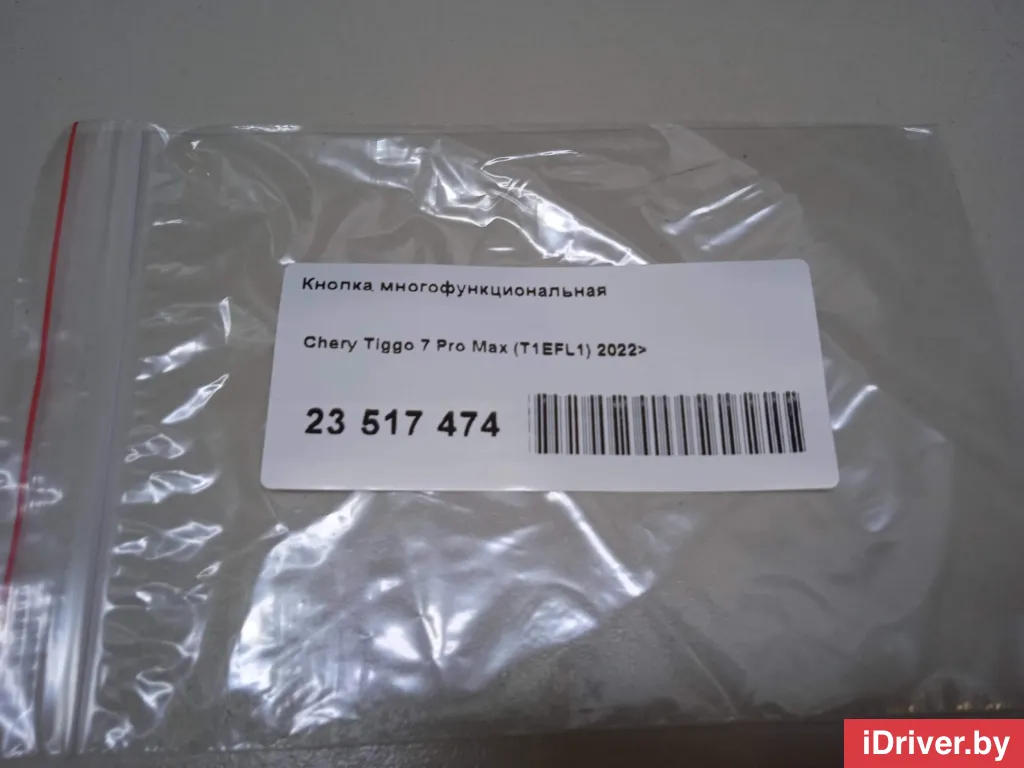 Кнопка многофункциональная
Chery Tiggo 7 Pro Max (T1EFL1) 2022>
23 517 474
iDriver.by